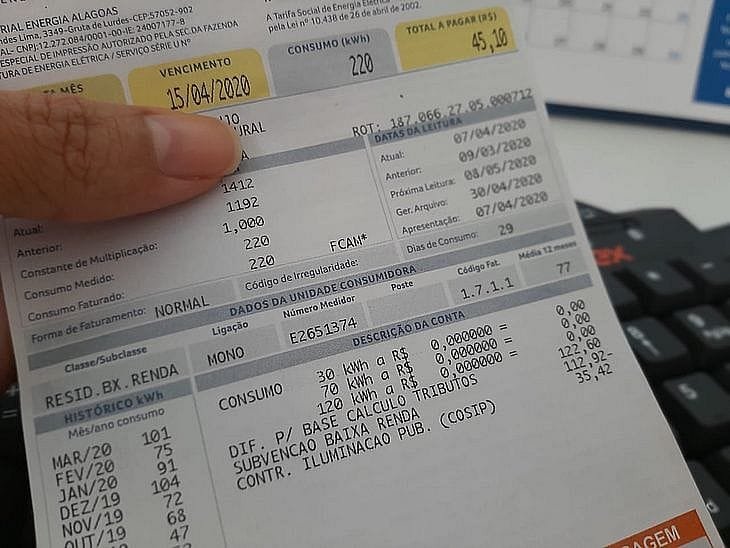 RIAL ENERGIA ALAGOAS
ndes Lima, 3349-Gruta de Lurdes-CEP:57052-902
AL- CNPJ:12.272.084/0001-00-IE: 24007177-8
ESPECIAL DE IMPRESSÃO AUTORIZADO PELA SEC.DA FAZENDA
TURA DE ENERGIA ELÉTRICA / SERVIÇO SÉRIE U Nº
A Tarifa Social de Energia Elétrica
pela Lei nº 10.438 de 26 de abril de 2002.
TA MÊS
VENCIMENTO
15/04/2020
CONSUMO (kWh)
220
TOTAL A PAGAR (R$)
45,10
URAL
ROT: 187.066.27.05.000712
DATAS DA LEITURA
Atual: 07/04/2020
Anterior: 09/03/2020
Próxima Leitura: 08/05/2020
Ger. Arquivo: 30/04/2020
Apresentação: 07/04/2020
Dias de Consumo: 29
Atual: 1412
Anterior: 1192
Constante de Multiplicação: 1,000
Consumo Medido: 220
Consumo Faturado: 220 FCAM*
Forma de Faturamento: NORMAL
Código de Irregularidade:
DADOS DA UNIDADE CONSUMIDORA
Classe/Subclasse
RESID.BX.RENDA
Ligação
MONO
Número Medidor
E2651374
Poste
Código Fat.
1.7.1.1
Média 12 meses
77
HISTÓRICO kWh
Mês/ano consumo
MAR/20 101
FEV/20 75
JAN/20 91
DEZ/19 104
NOV/19 72
OUT/19 68
47
DESCRIÇÃO DA CONTA
CONSUMO 30 kWh a R$ 0,000000 = 0,00
70 kWh a R$ 0,000000 = 0,00
120 kWh a R$ 0,000000 = 0,00
DIF. P/ BASE CALCULO TRIBUTOS 122,60
SUBVENCAO BAIXA RENDA 112,92-
CONTR. ILUMINACAO PUB. (COSIP) 35,42
AGEM